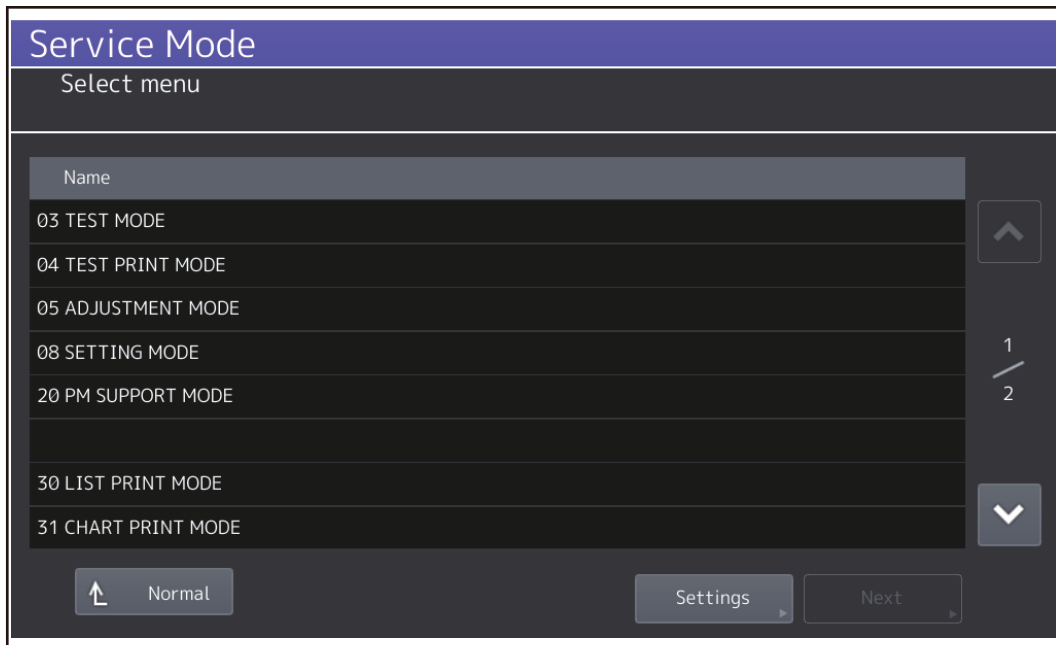 Service Mode
Select menu
Name
03 TEST MODE
04 TEST PRINT MODE
05 ADJUSTMENT MODE
08 SETTING MODE
20 PM SUPPORT MODE
30 LIST PRINT MODE
31 CHART PRINT MODE
1
2
Normal
Settings
Next